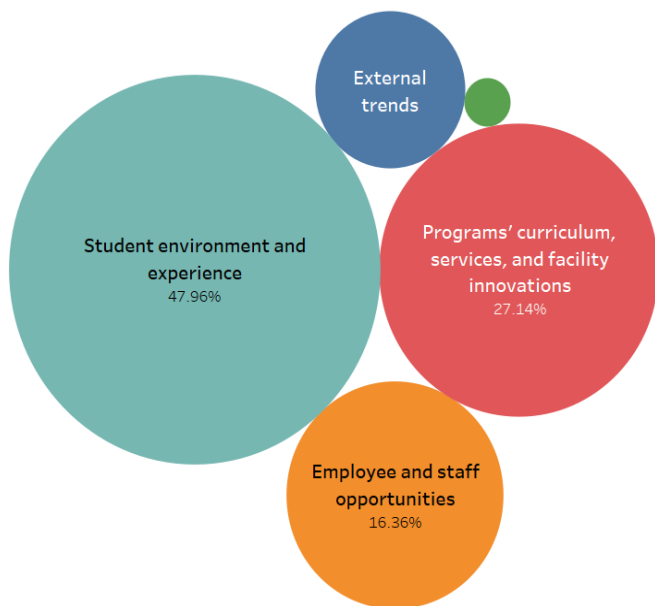 External
trends
Student environment and
experience
47.96%
Programs’ curriculum,
services, and facility
innovations
27.14%
Employee and staff
opportunities
16.36%